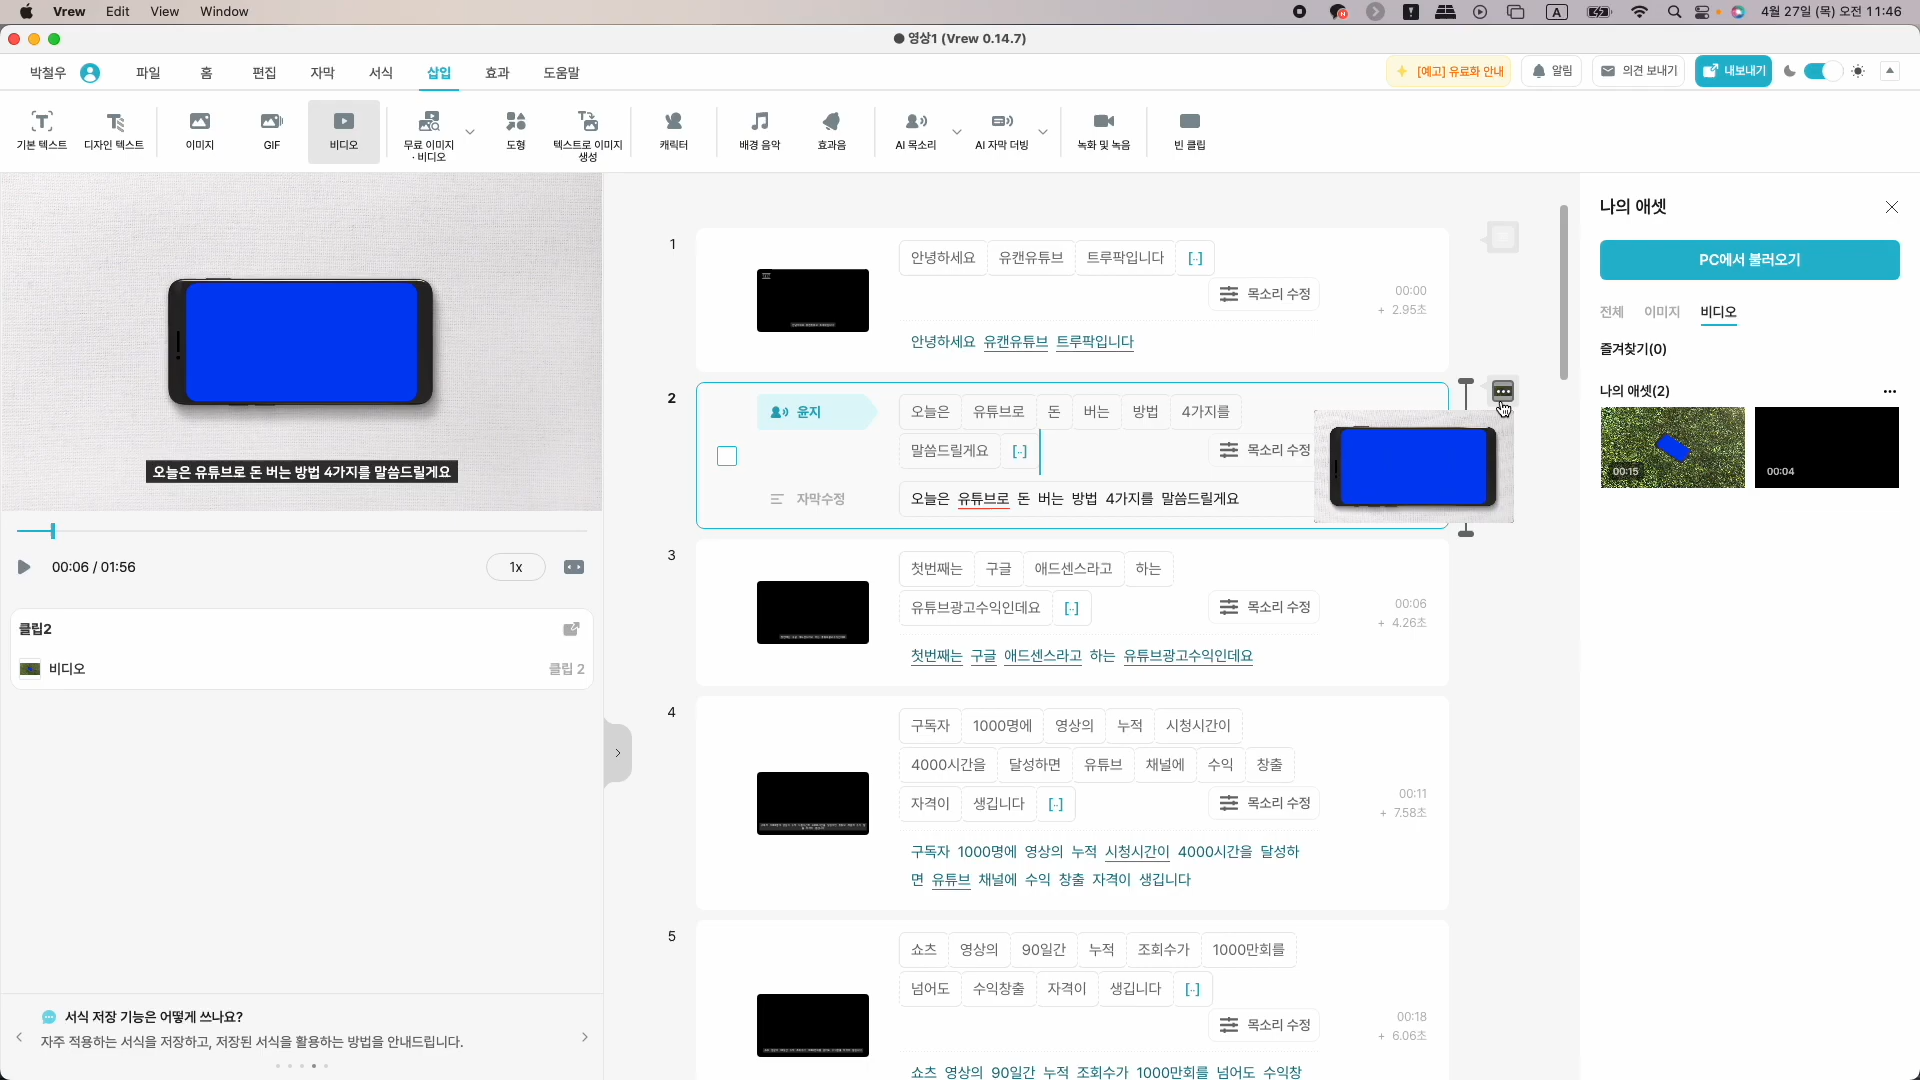 Vrew Edit View Window
A 4월 27일 (목) 오전 11:46
영상1 (Vrew 0.14.7)
박철우 파일 홈 편집 자막 서식 삽입 효과 도움말
[예고] 유료화 안내 알림 의견 보내기 내보내기
기본 텍스트 디자인 텍스트 이미지 GIF 비디오 무료 이미지 · 비디오 도형 텍스트로 이미지 생성 캐릭터 배경 음악 효과음 AI 목소리 AI 자막 더빙 녹화 및 녹음 빈 클립
오늘은 유튜브로 돈 버는 방법 4가지를 말씀드릴게요
00:06 / 01:56
1x
클립2
비디오 클립 2
서식 저장 기능은 어떻게 쓰나요?
자주 적용하는 서식을 저장하고, 저장된 서식을 활용하는 방법을 안내드립니다.
1
안녕하세요 유캔유튜브 트루팍입니다 [..]
목소리 수정
00:00
+ 2.95초
안녕하세요 유캔유튜브 트루팍입니다
2
윤지
오늘은 유튜브로 돈 버는 방법 4가지를
말씀드릴게요 [..]
목소리 수정
자막수정
오늘은 유튜브로 돈 버는 방법 4가지를 말씀드릴게요
3
첫번째는 구글 애드센스라고 하는
유튜브광고수익인데요 [..]
목소리 수정
00:06
+ 4.26초
첫번째는 구글 애드센스라고 하는 유튜브광고수익인데요
4
구독자 1000명에 영상의 누적 시청시간이
4000시간을 달성하면 유튜브 채널에 수익 창출
자격이 생깁니다 [..]
목소리 수정
00:11
+ 7.58초
구독자 1000명에 영상의 누적 시청시간이 4000시간을 달성하
면 유튜브 채널에 수익 창출 자격이 생깁니다
5
쇼츠 영상의 90일간 누적 조회수가 1000만회를
넘어도 수익창출 자격이 생깁니다 [..]
목소리 수정
00:18
+ 6.06초
쇼츠 영상의 90일간 누적 조회수가 1000만회를 넘어도 수익창
나의 애셋
PC에서 불러오기
전체 이미지 비디오
즐겨찾기(0)
나의 애셋(2)
00:15
00:04